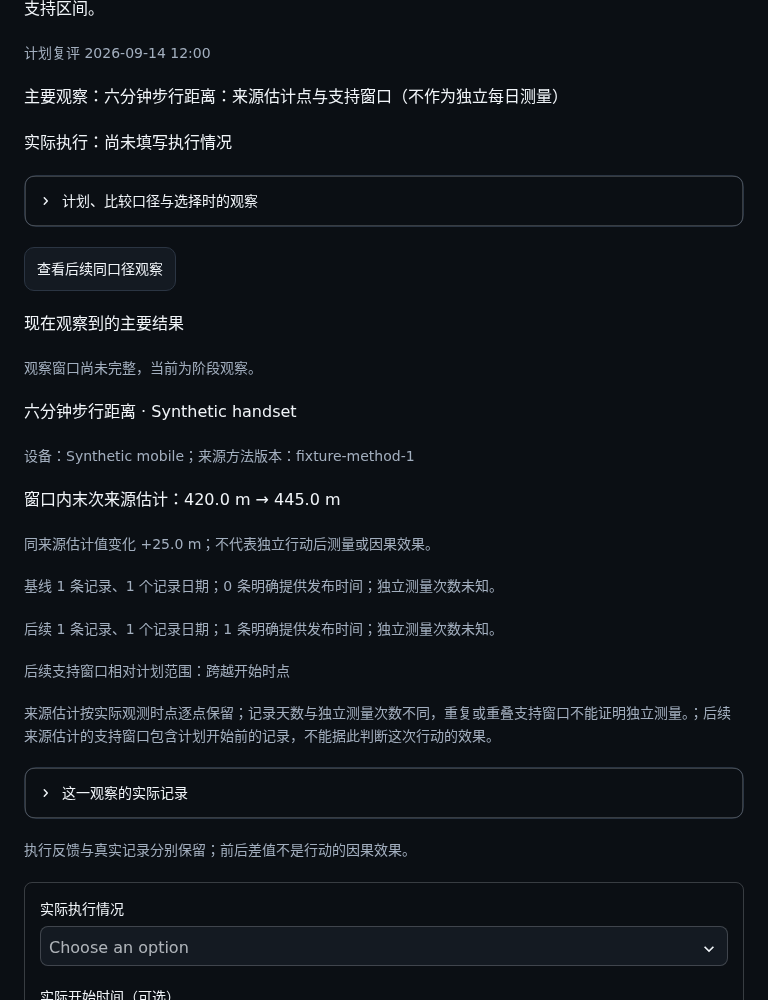 支持区间。
计划复评 2026-09-14 12:00
主要观察：六分钟步行距离：来源估计点与支持窗口（不作为独立每日测量）
实际执行：尚未填写执行情况
计划、比较口径与选择时的观察
查看后续同口径观察
现在观察到的主要结果
观察窗口尚未完整，当前为阶段观察。
六分钟步行距离 · Synthetic handset
设备：Synthetic mobile；来源方法版本：fixture-method-1
窗口内末次来源估计：420.0 m → 445.0 m
同来源估计值变化 +25.0 m；不代表独立行动后测量或因果效果。
基线 1 条记录、1 个记录日期；0 条明确提供发布时间；独立测量次数未知。
后续 1 条记录、1 个记录日期；1 条明确提供发布时间；独立测量次数未知。
后续支持窗口相对计划范围：跨越开始时点
来源估计按实际观测时点逐点保留；记录天数与独立测量次数不同，重复或重叠支持窗口不能证明独立测量。；后续
来源估计的支持窗口包含计划开始前的记录，不能据此判断这次行动的效果。
这一观察的实际记录
执行反馈与真实记录分别保留；前后差值不是行动的因果效果。
实际执行情况
Choose an option
实际开始时间（可选）